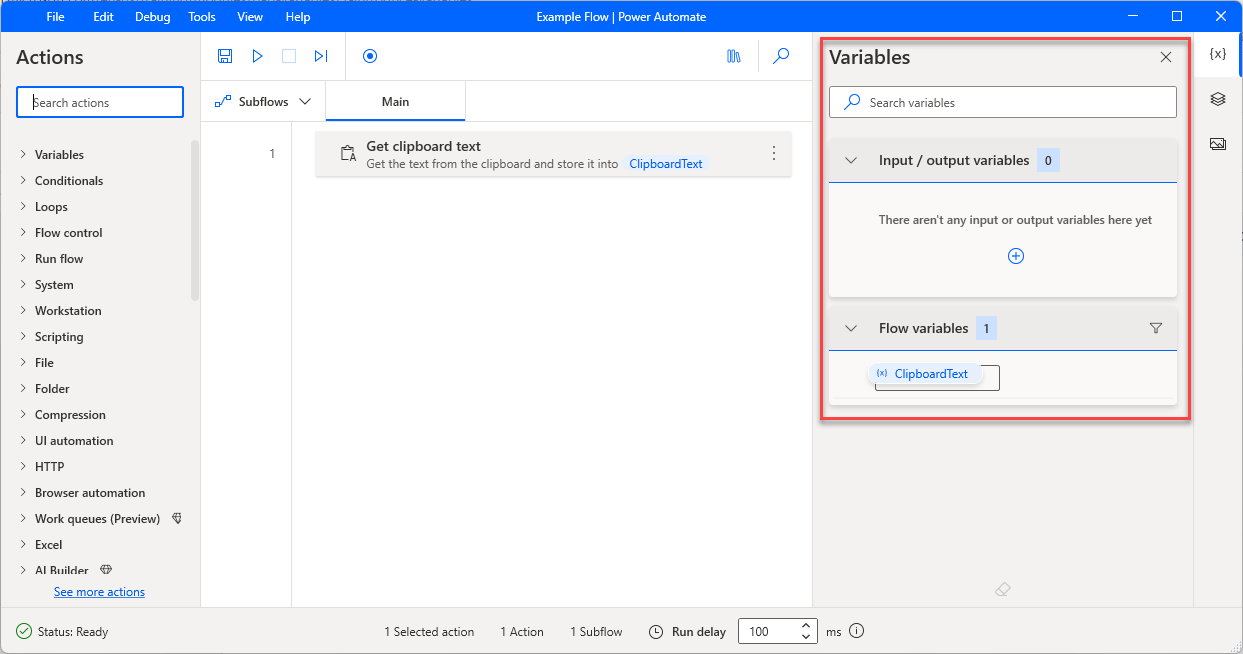 File Edit Debug Tools View Help Example Flow | Power Automate
Actions
Search actions
Variables
Conditionals
Loops
Flow control
Run flow
System
Workstation
Scripting
File
Folder
Compression
UI automation
HTTP
Browser automation
Work queues (Preview)
Excel
AI Builder
See more actions
Subflows Main
1
Get clipboard text
Get the text from the clipboard and store it into ClipboardText
Variables
Search variables
Input / output variables 0
There aren't any input or output variables here yet
Flow variables 1
(x) ClipboardText
{x}
Status: Ready 1 Selected action 1 Action 1 Subflow Run delay 100 ms